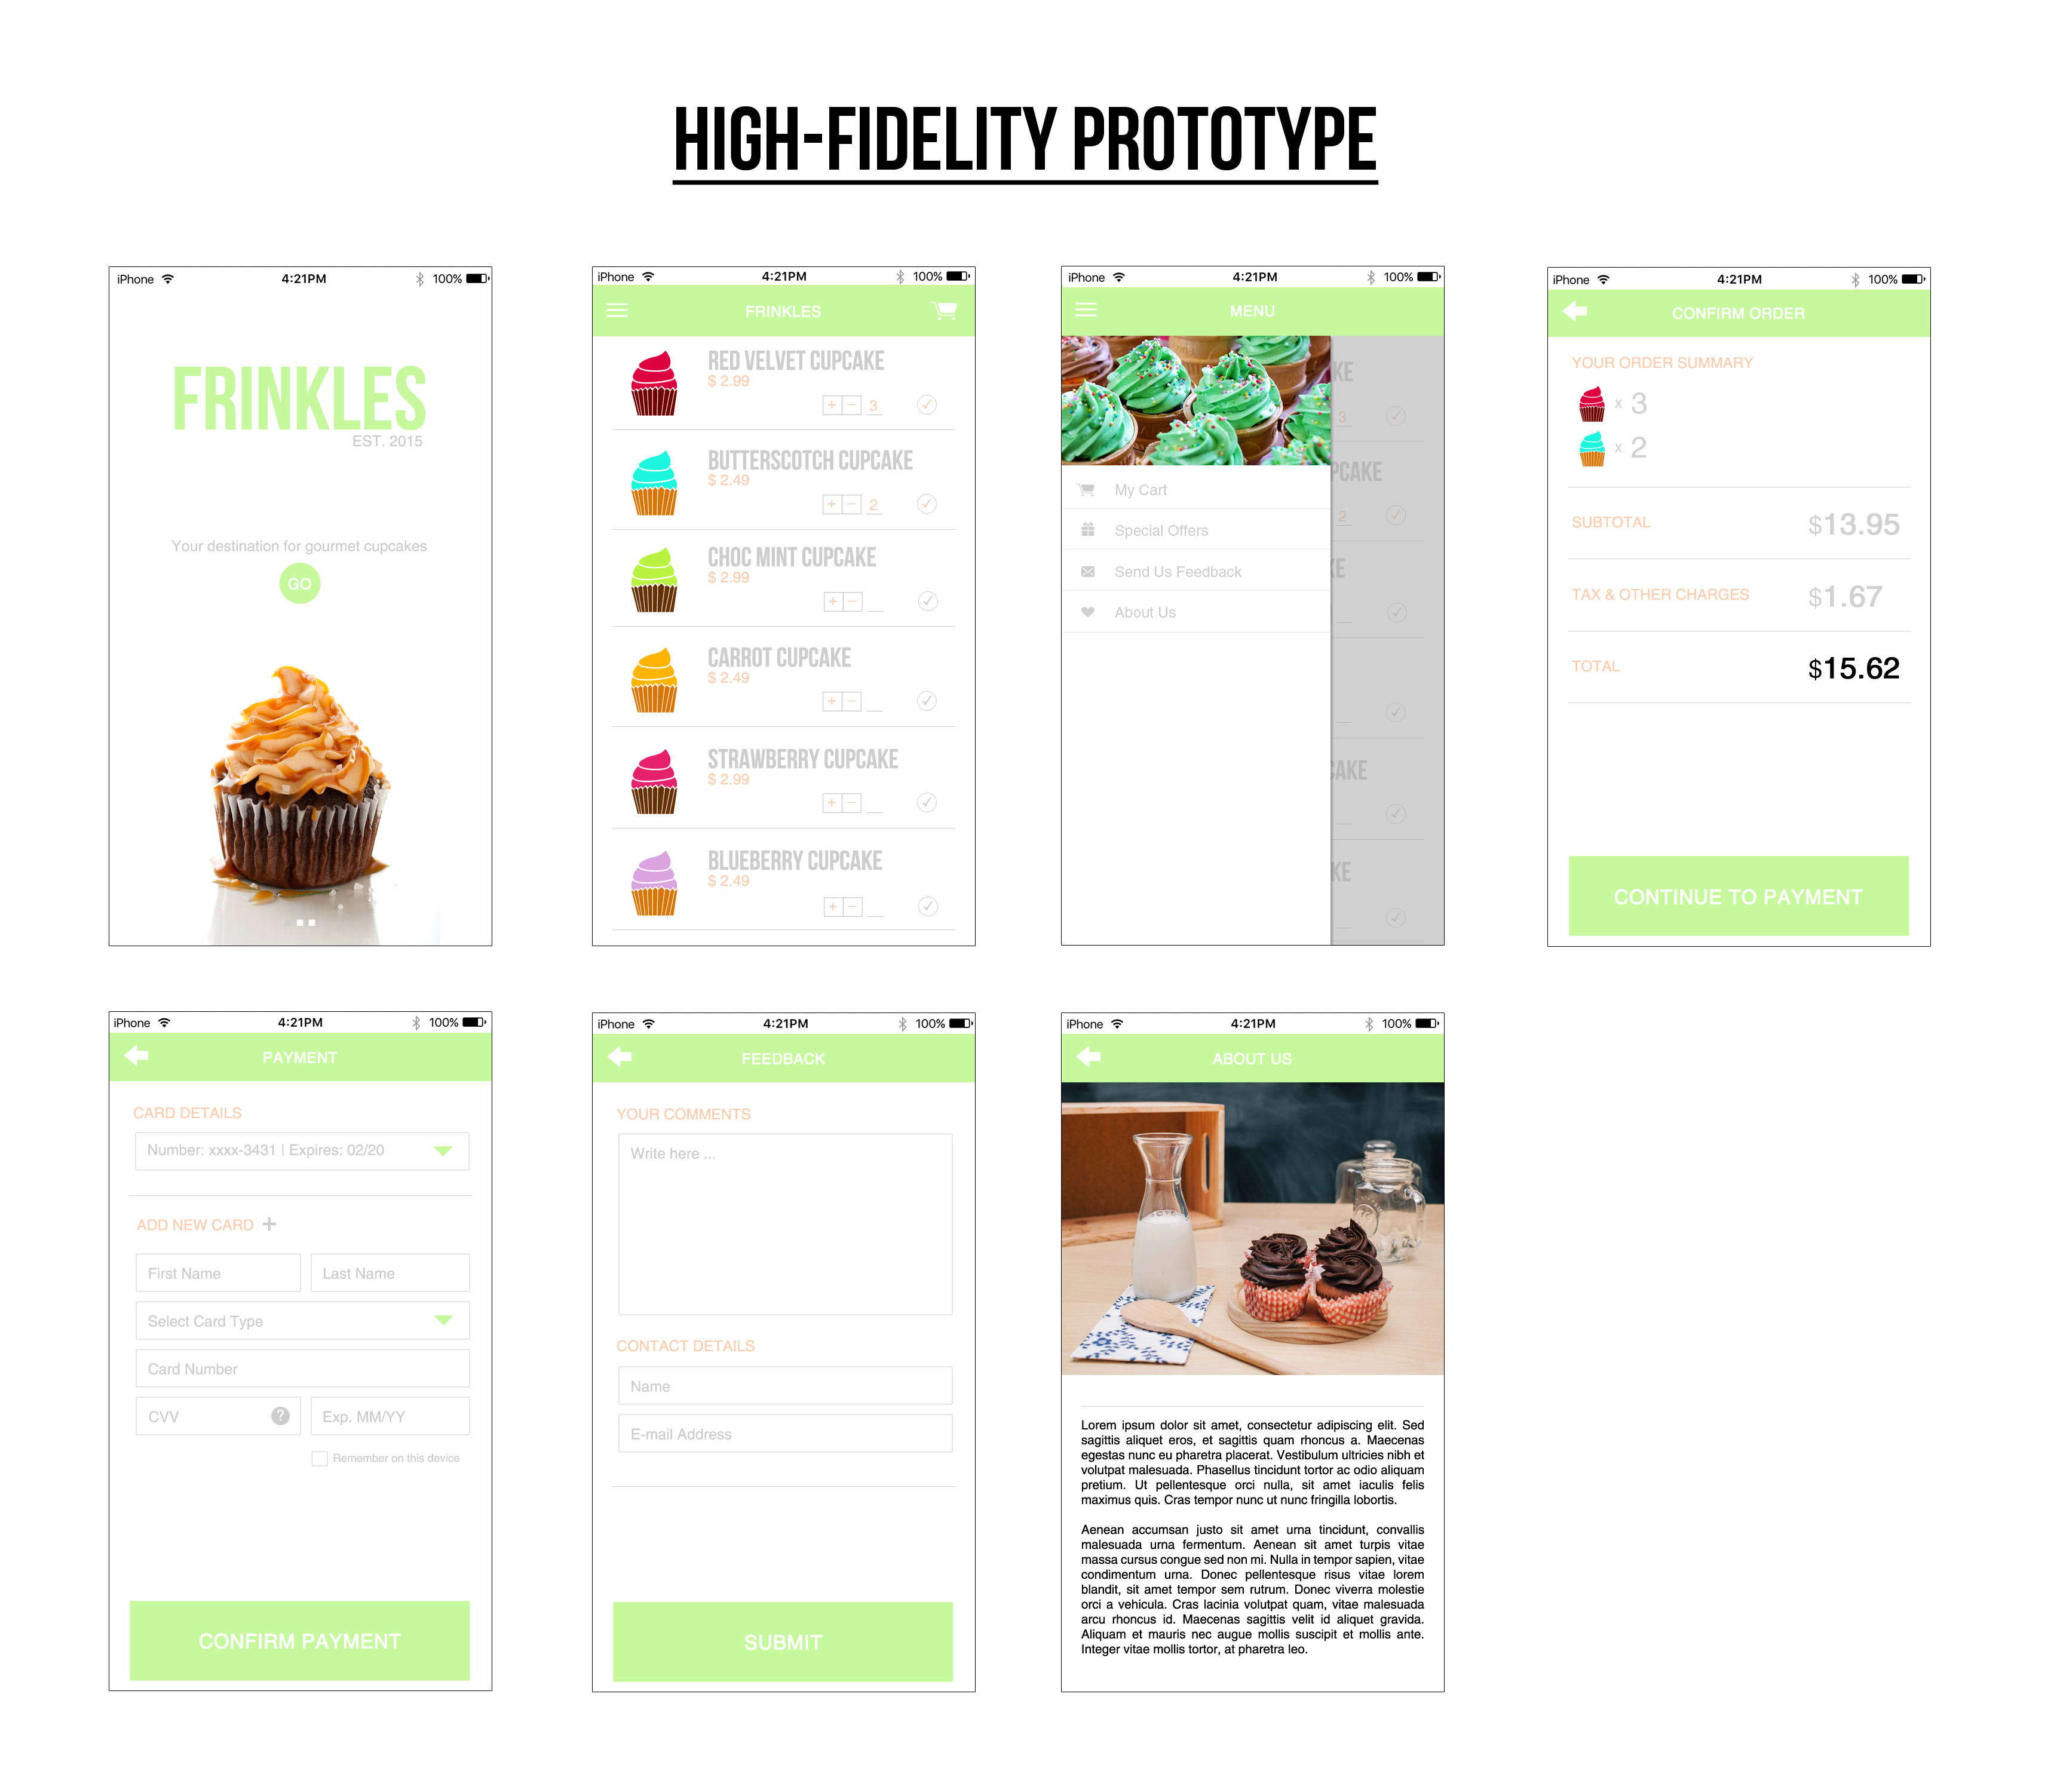 HIGH-FIDELITY PROTOTYPE
iPhone 4:21PM 100%
FRINKLES
EST. 2015
Your destination for gourmet cupcakes
GO
iPhone 4:21PM 100%
FRINKLES
RED VELVET CUPCAKE
$ 2.99
+ − 3
BUTTERSCOTCH CUPCAKE
$ 2.49
+ − 2
CHOC MINT CUPCAKE
$ 2.99
+ −
CARROT CUPCAKE
$ 2.49
+ −
STRAWBERRY CUPCAKE
$ 2.99
+ −
BLUEBERRY CUPCAKE
$ 2.49
+ −
iPhone 4:21PM 100%
MENU
My Cart
Special Offers
Send Us Feedback
About Us
KE
3
PCAKE
2
KE
CAKE
KE
iPhone 4:21PM 100%
CONFIRM ORDER
YOUR ORDER SUMMARY
x 3
x 2
SUBTOTAL $13.95
TAX & OTHER CHARGES $1.67
TOTAL $15.62
CONTINUE TO PAYMENT
iPhone 4:21PM 100%
PAYMENT
CARD DETAILS
Number: xxxx-3431 | Expires: 02/20
ADD NEW CARD +
First Name Last Name
Select Card Type
Card Number
CVV ? Exp. MM/YY
Remember on this device
CONFIRM PAYMENT
iPhone 4:21PM 100%
FEEDBACK
YOUR COMMENTS
Write here ...
CONTACT DETAILS
Name
E-mail Address
SUBMIT
iPhone 4:21PM 100%
ABOUT US
Lorem ipsum dolor sit amet, consectetur adipiscing elit. Sed
sagittis aliquet eros, et sagittis quam rhoncus a. Maecenas
egestas nunc eu pharetra placerat. Vestibulum ultricies nibh et
volutpat malesuada. Phasellus tincidunt tortor ac odio aliquam
pretium. Ut pellentesque orci nulla, sit amet iaculis felis
maximus quis. Cras tempor nunc ut nunc fringilla lobortis.
Aenean accumsan justo sit amet urna tincidunt, convallis
malesuada urna fermentum. Aenean sit amet turpis vitae
massa cursus congue sed non mi. Nulla in tempor sapien, vitae
condimentum urna. Donec pellentesque risus vitae lorem
blandit, sit amet tempor sem rutrum. Donec viverra molestie
orci a vehicula. Cras lacinia volutpat quam, vitae malesuada
arcu rhoncus id. Maecenas sagittis velit id aliquet gravida.
Aliquam et mauris nec augue mollis suscipit et mollis ante.
Integer vitae mollis tortor, at pharetra leo.